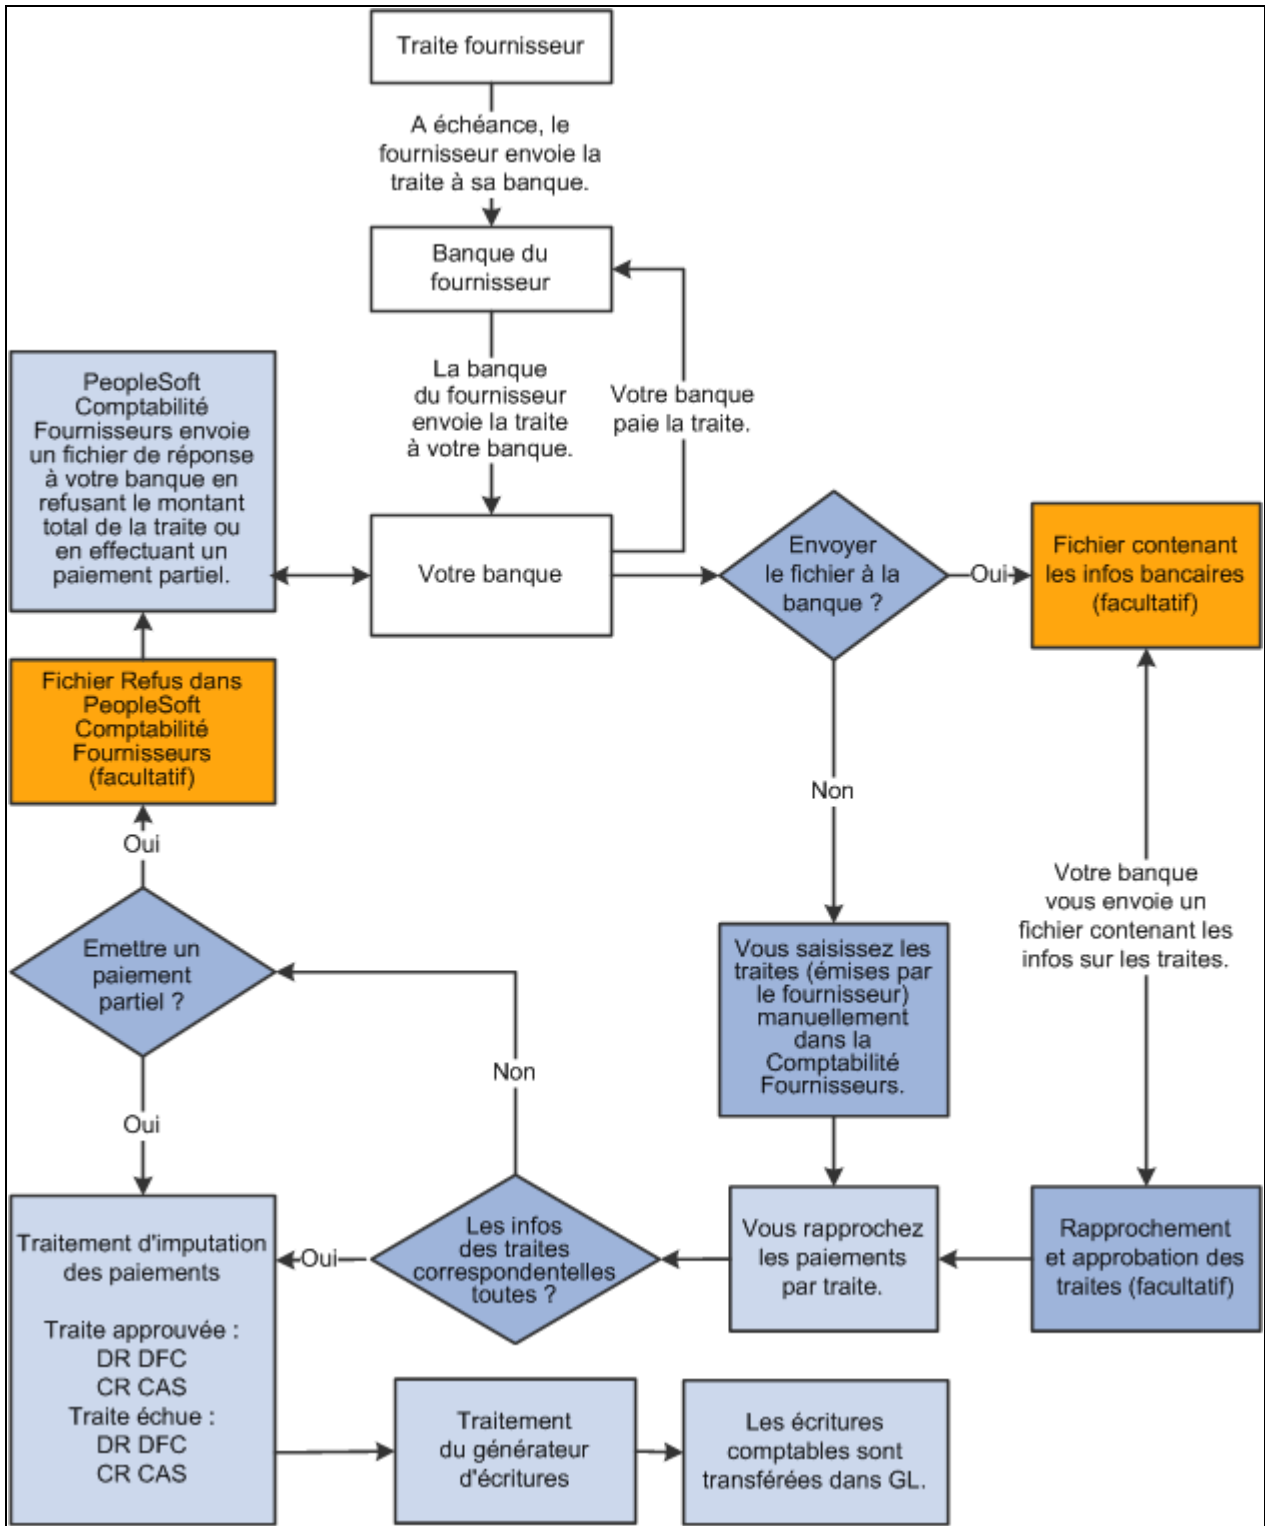 Traite fournisseur
A échéance, le
fournisseur envoie la
traite à sa banque.
Banque du
fournisseur
La banque
du fournisseur
envoie la traite
à votre banque.
Votre banque
paie la traite.
PeopleSoft
Comptabilité
Fournisseurs envoie
un fichier de réponse
à votre banque en
refusant le montant
total de la traite ou
en effectuant un
paiement partiel.
Votre banque
Envoyer
le fichier à la
banque ?
Oui
Fichier contenant
les infos bancaires
(facultatif)
Fichier Refus dans
PeopleSoft
Comptabilité
Fournisseurs
(facultatif)
Non
Oui
Votre banque
vous envoie un
fichier contenant les
infos sur les traites.
Emettre un
paiement
partiel ?
Vous saisissez les
traites (émises par
le fournisseur)
manuellement
dans la
Comptabilité
Fournisseurs.
Non
Oui
Traitement d'imputation
des paiements
Traite approuvée :
DR DFC
CR CAS
Traite échue :
DR DFC
CR CAS
Oui
Les infos
des traites
correspondentelles
toutes ?
Vous rapprochez
les paiements
par traite.
Rapprochement
et approbation des
traites (facultatif)
Traitement
du générateur
d'écritures
Les écritures
comptables sont
transférées dans GL.